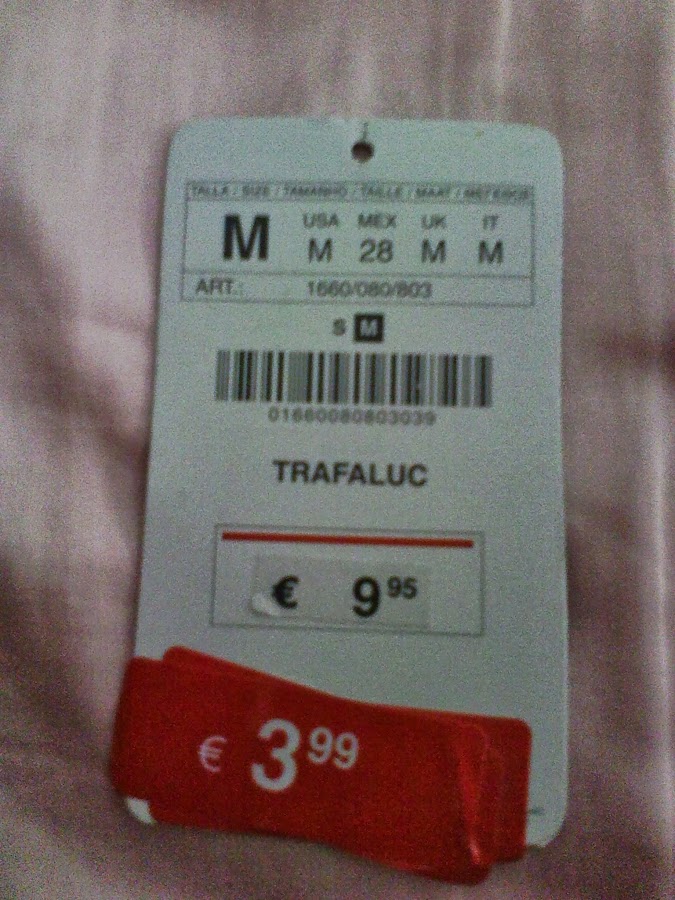 TALLA / SIZE / TAMANHO / TAILLE / MAAT / ΜΕΓΕΘΟΣ
M
USA MEX UK IT
M 28 M M
ART.: 1660/080/803
S M
01660080803039
TRAFALUC
€ 9 95
€ 3 99